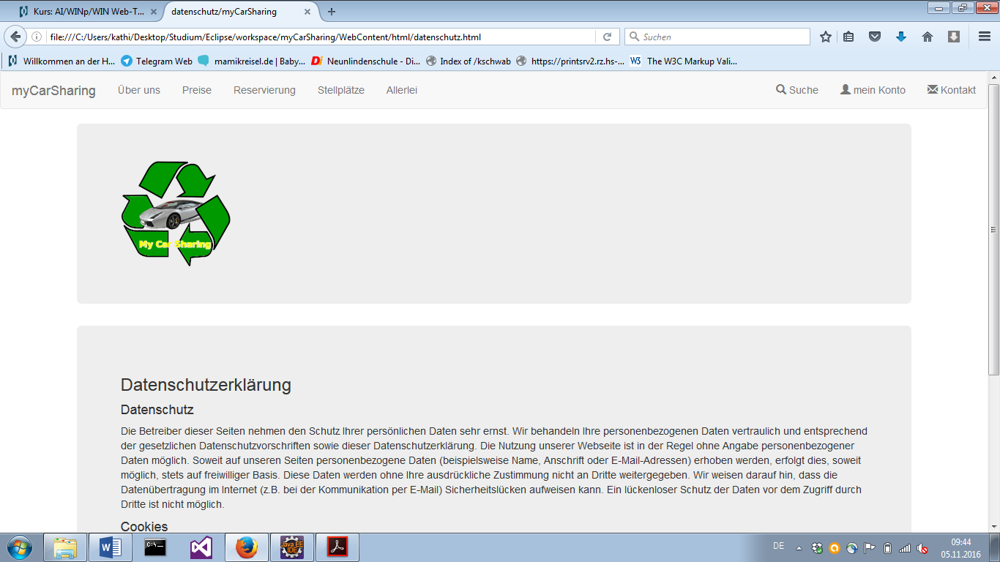 Kurs: AI/WINp/WIN Web-T...
datenschutz/myCarSharing
file:///C:/Users/kathi/Desktop/Studium/Eclipse/workspace/myCarSharing/WebContent/html/datenschutz.html
Suchen
Willkommen an der H...
Telegram Web
mamikreisel.de | Baby...
Di Neunlindenschule - Di...
Index of /kschwab
https://printsrv2.rz.hs-...
W3 The W3C Markup Vali...
myCarSharing
Über uns
Preise
Reservierung
Stellplätze
Allerlei
Suche
mein Konto
Kontakt
My Car Sharing
Datenschutzerklärung
Datenschutz
Die Betreiber dieser Seiten nehmen den Schutz Ihrer persönlichen Daten sehr ernst. Wir behandeln Ihre personenbezogenen Daten vertraulich und entsprechend
der gesetzlichen Datenschutzvorschriften sowie dieser Datenschutzerklärung. Die Nutzung unserer Webseite ist in der Regel ohne Angabe personenbezogener
Daten möglich. Soweit auf unseren Seiten personenbezogene Daten (beispielsweise Name, Anschrift oder E-Mail-Adressen) erhoben werden, erfolgt dies, soweit
möglich, stets auf freiwilliger Basis. Diese Daten werden ohne Ihre ausdrückliche Zustimmung nicht an Dritte weitergegeben. Wir weisen darauf hin, dass die
Datenübertragung im Internet (z.B. bei der Kommunikation per E-Mail) Sicherheitslücken aufweisen kann. Ein lückenloser Schutz der Daten vor dem Zugriff durch
Dritte ist nicht möglich.
Cookies
W
C:\_
Java EE
IDE
DE
09:44
05.11.2016